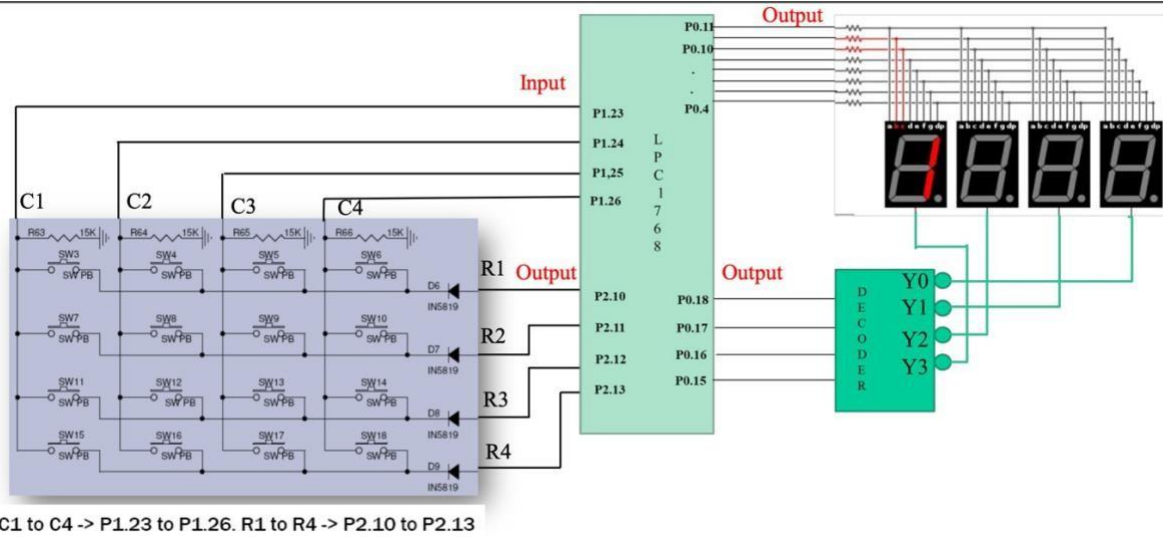 Output
P0.11
P0.10
.
.
P0.4
Input
P1.23
P1.24
P1,25
P1.26
L
P
C
1
7
6
8
a b c d e f g dp
a b c d e f g dp
a b c d e f g dp
a b c d e f g dp
C1
C2
C3
C4
R63 15K
R64 15K
R65 15K
R66 15K
SW3
SW PB
SW4
SW PB
SW5
SW PB
SW6
SW PB
D6
IN5819
R1
Output
P2.10
SW7
SW PB
SW8
SW PB
SW9
SW PB
SW10
SW PB
D7
IN5819
R2
P2.11
SW11
SW PB
SW12
SW PB
SW13
SW PB
SW14
SW PB
D8
IN5819
R3
P2.12
SW15
SW PB
SW16
SW PB
SW17
SW PB
SW18
SW PB
D9
IN5819
R4
P2.13
Output
P0.18
P0.17
P0.16
P0.15
D
E
C
O
D
E
R
Y0
Y1
Y2
Y3
C1 to C4 -> P1.23 to P1.26. R1 to R4 -> P2.10 to P2.13